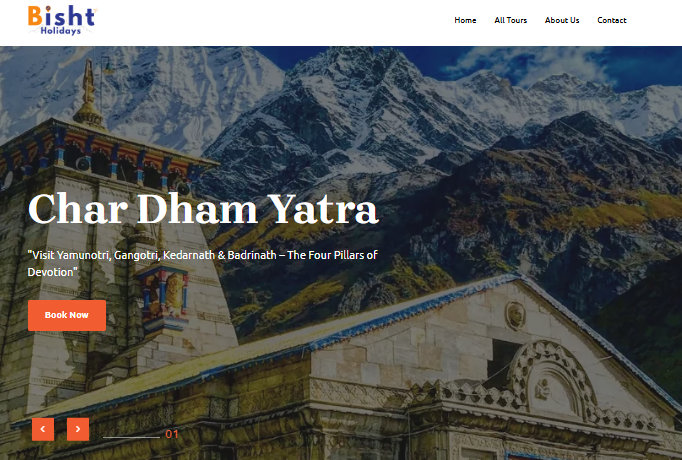 Bisht
Holidays
Home All Tours About Us Contact
Char Dham Yatra
"Visit Yamunotri, Gangotri, Kedarnath & Badrinath – The Four Pillars of
Devotion"
Book Now
01